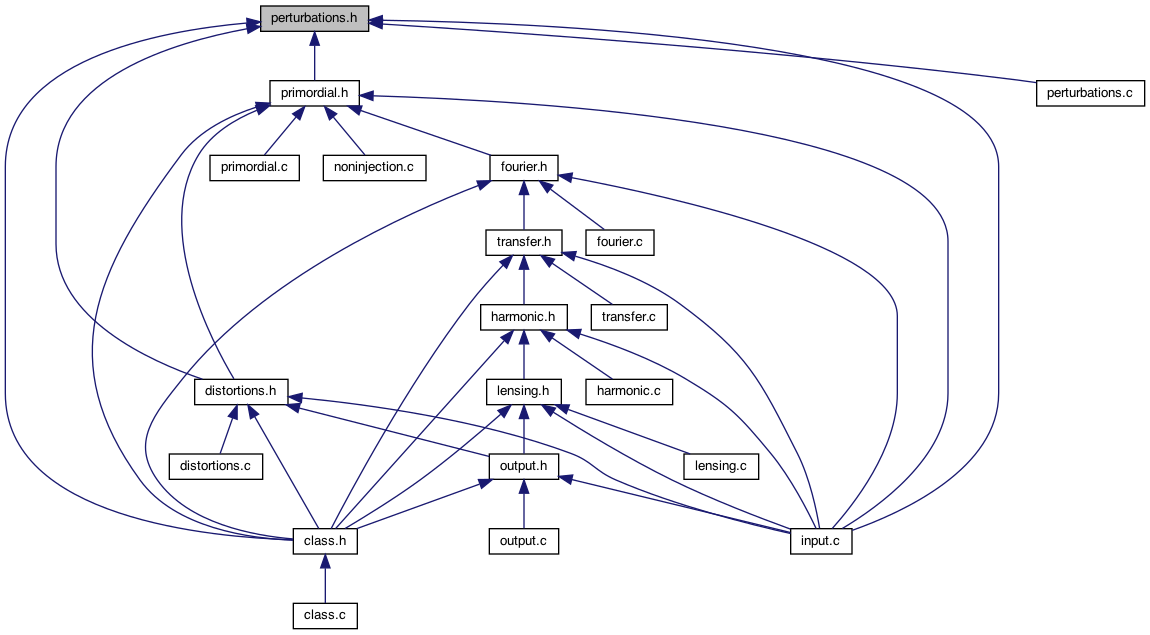 perturbations.h
primordial.h
perturbations.c
primordial.c
noninjection.c
fourier.h
transfer.h
fourier.c
harmonic.h
transfer.c
distortions.h
lensing.h
harmonic.c
distortions.c
output.h
lensing.c
class.h
output.c
input.c
class.c